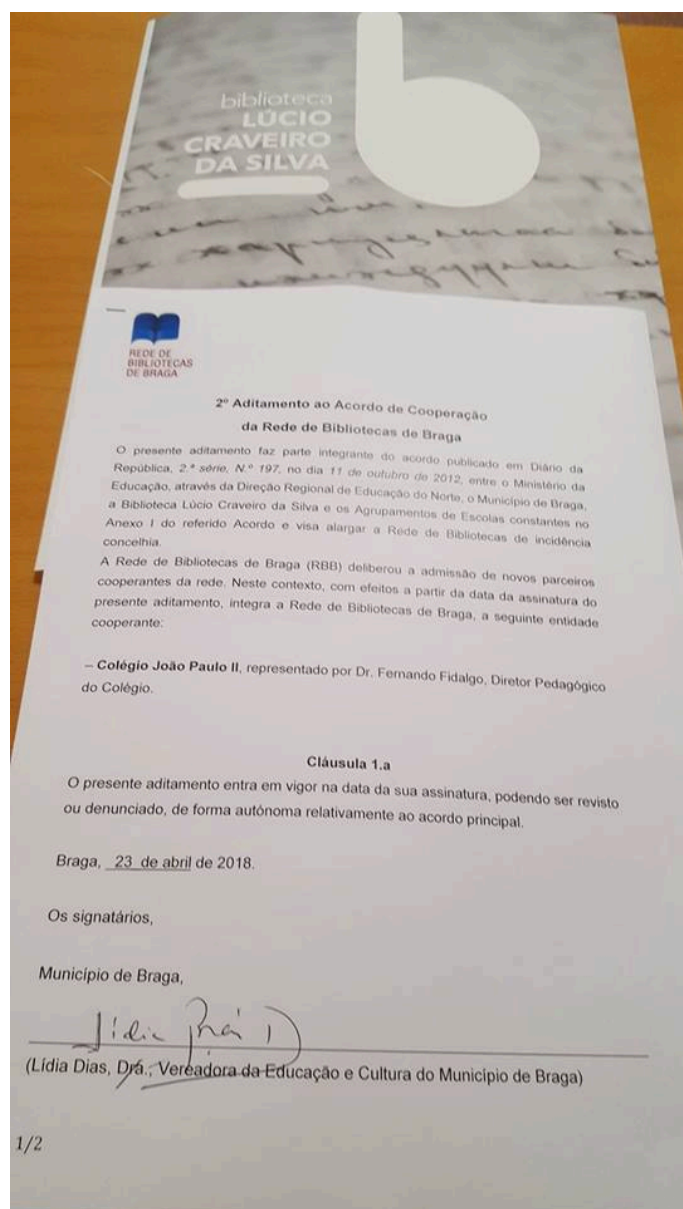 biblioteca
LÚCIO
CRAVEIRO
DA SILVA
REDE DE
BIBLIOTECAS
DE BRAGA
2º Aditamento ao Acordo de Cooperação
da Rede de Bibliotecas de Braga
O presente aditamento faz parte integrante do acordo publicado em Diário da
República, 2.ª série, N.º 197, no dia 11 de outubro de 2012, entre o Ministério da
Educação, através da Direção Regional de Educação do Norte, o Município de Braga,
a Biblioteca Lúcio Craveiro da Silva e os Agrupamentos de Escolas constantes no
Anexo I do referido Acordo e visa alargar a Rede de Bibliotecas de incidência
concelhia.
A Rede de Bibliotecas de Braga (RBB) deliberou a admissão de novos parceiros
cooperantes da rede. Neste contexto, com efeitos a partir da data da assinatura do
presente aditamento, integra a Rede de Bibliotecas de Braga, a seguinte entidade
cooperante:
– Colégio João Paulo II, representado por Dr. Fernando Fidalgo, Diretor Pedagógico
do Colégio.
Cláusula 1.a
O presente aditamento entra em vigor na data da sua assinatura, podendo ser revisto
ou denunciado, de forma autónoma relativamente ao acordo principal.
Braga, 23 de abril de 2018.
Os signatários,
Município de Braga,
(Lídia Dias, Drá., Vereadora da Educação e Cultura do Município de Braga)
1/2